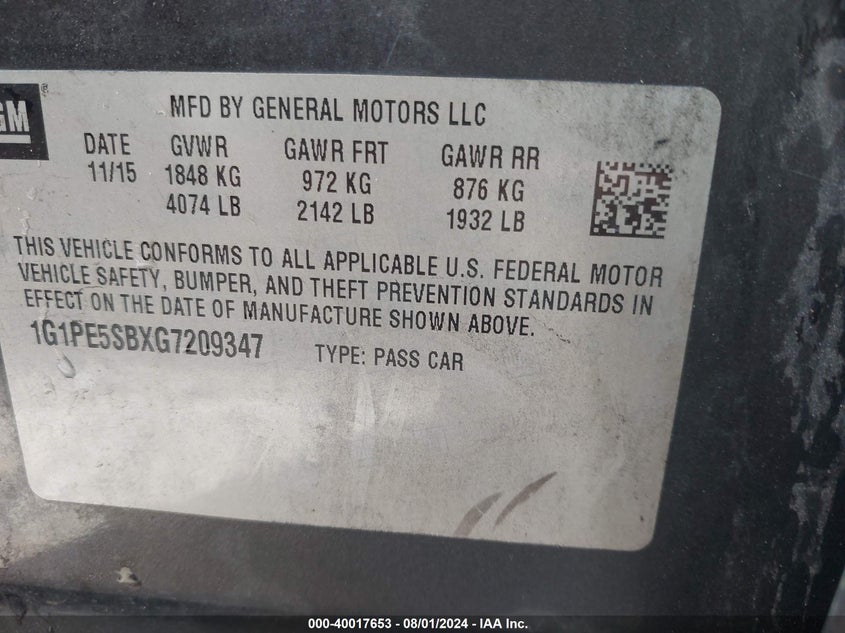 GM
MFD BY GENERAL MOTORS LLC
DATE GVWR GAWR FRT GAWR RR
11/15 1848 KG 972 KG 876 KG
4074 LB 2142 LB 1932 LB
THIS VEHICLE CONFORMS TO ALL APPLICABLE U.S. FEDERAL MOTOR
VEHICLE SAFETY, BUMPER, AND THEFT PREVENTION STANDARDS IN
EFFECT ON THE DATE OF MANUFACTURE SHOWN ABOVE.
1G1PE5SBXG7209347 TYPE: PASS CAR
000-40017653 - 08/01/2024 - IAA Inc.